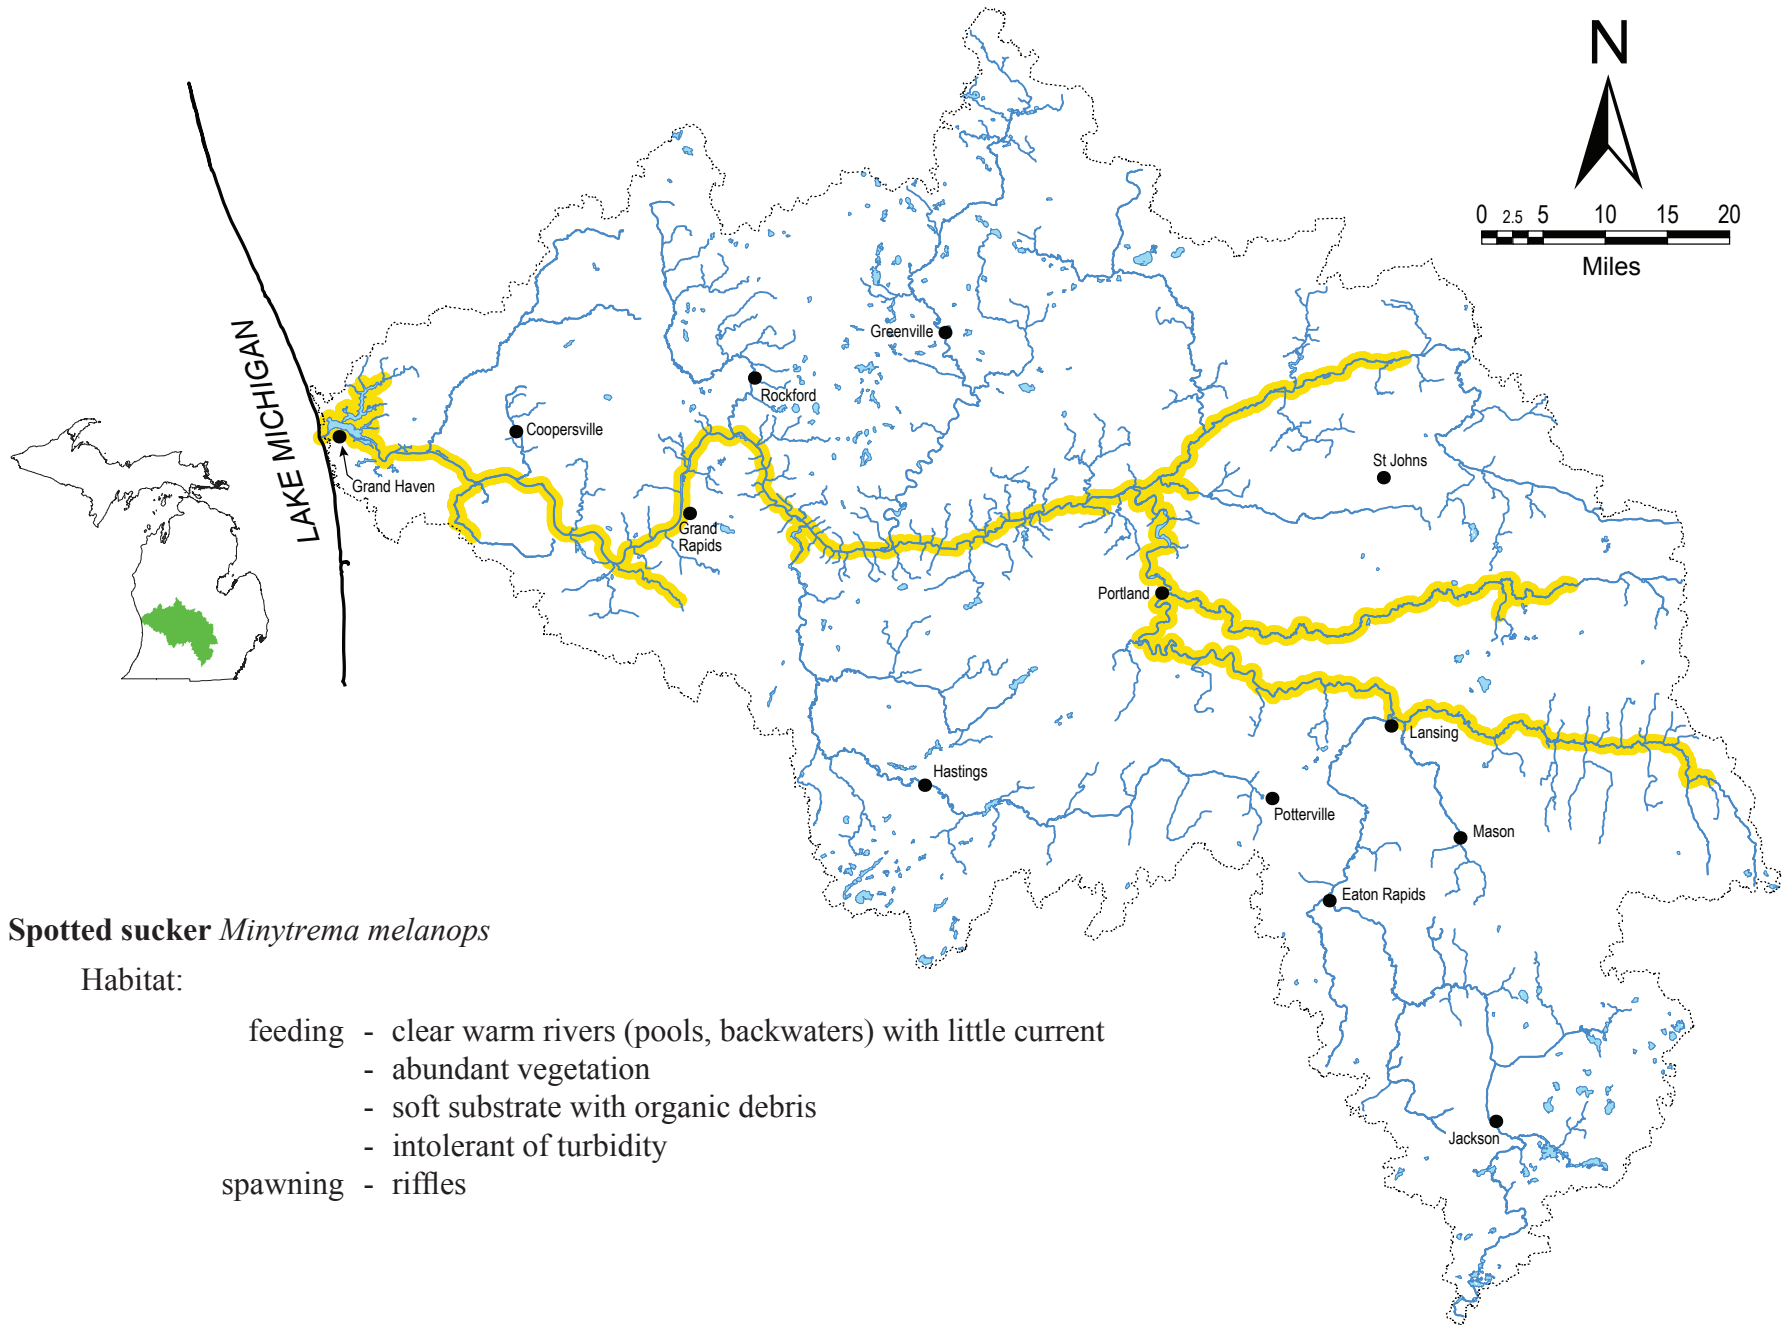 N
0 2.5 5 10 15 20
Miles
LAKE MICHIGAN
Greenville
Rockford
Coopersville
Grand Haven
St Johns
Grand
Rapids
Portland
Lansing
Hastings
Potterville
Mason
Eaton Rapids
Jackson
Spotted sucker Minytrema melanops
Habitat:
feeding - clear warm rivers (pools, backwaters) with little current
- abundant vegetation
- soft substrate with organic debris
- intolerant of turbidity
spawning - riffles